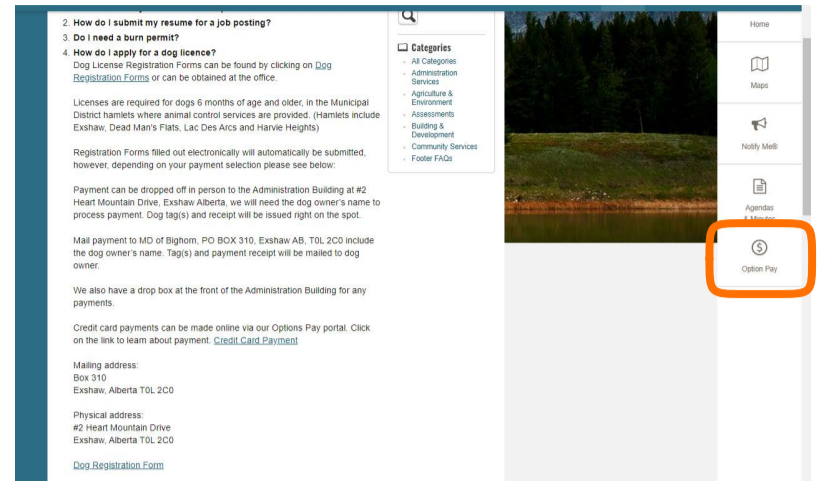 2. How do I submit my resume for a job posting?
3. Do I need a burn permit?
4. How do I apply for a dog licence?
Dog License Registration Forms can be found by clicking on Dog
Registration Forms or can be obtained at the office.
Licenses are required for dogs 6 months of age and older, in the Municipal
District hamlets where animal control services are provided. (Hamlets include
Exshaw, Dead Man's Flats, Lac Des Arcs and Harvie Heights)
Registration Forms filled out electronically will automatically be submitted,
however, depending on your payment selection please see below:
Payment can be dropped off in person to the Administration Building at #2
Heart Mountain Drive, Exshaw Alberta, we will need the dog owner's name to
process payment. Dog tag(s) and receipt will be issued right on the spot.
Mail payment to MD of Bighorn, PO BOX 310, Exshaw AB, T0L 2C0 include
the dog owner's name. Tag(s) and payment receipt will be mailed to dog
owner.
We also have a drop box at the front of the Administration Building for any
payments.
Credit card payments can be made online via our Options Pay portal. Click
on the link to learn about payment. Credit Card Payment
Mailing address:
Box 310
Exshaw, Alberta T0L 2C0
Physical address:
#2 Heart Mountain Drive
Exshaw, Alberta T0L 2C0
Dog Registration Form
Categories
All Categories
Administration
Services
Agriculture &
Environment
Assessments
Building &
Development
Community Services
Footer FAQs
Home
Maps
Notify Me®
Agendas
& Minutes
Option Pay